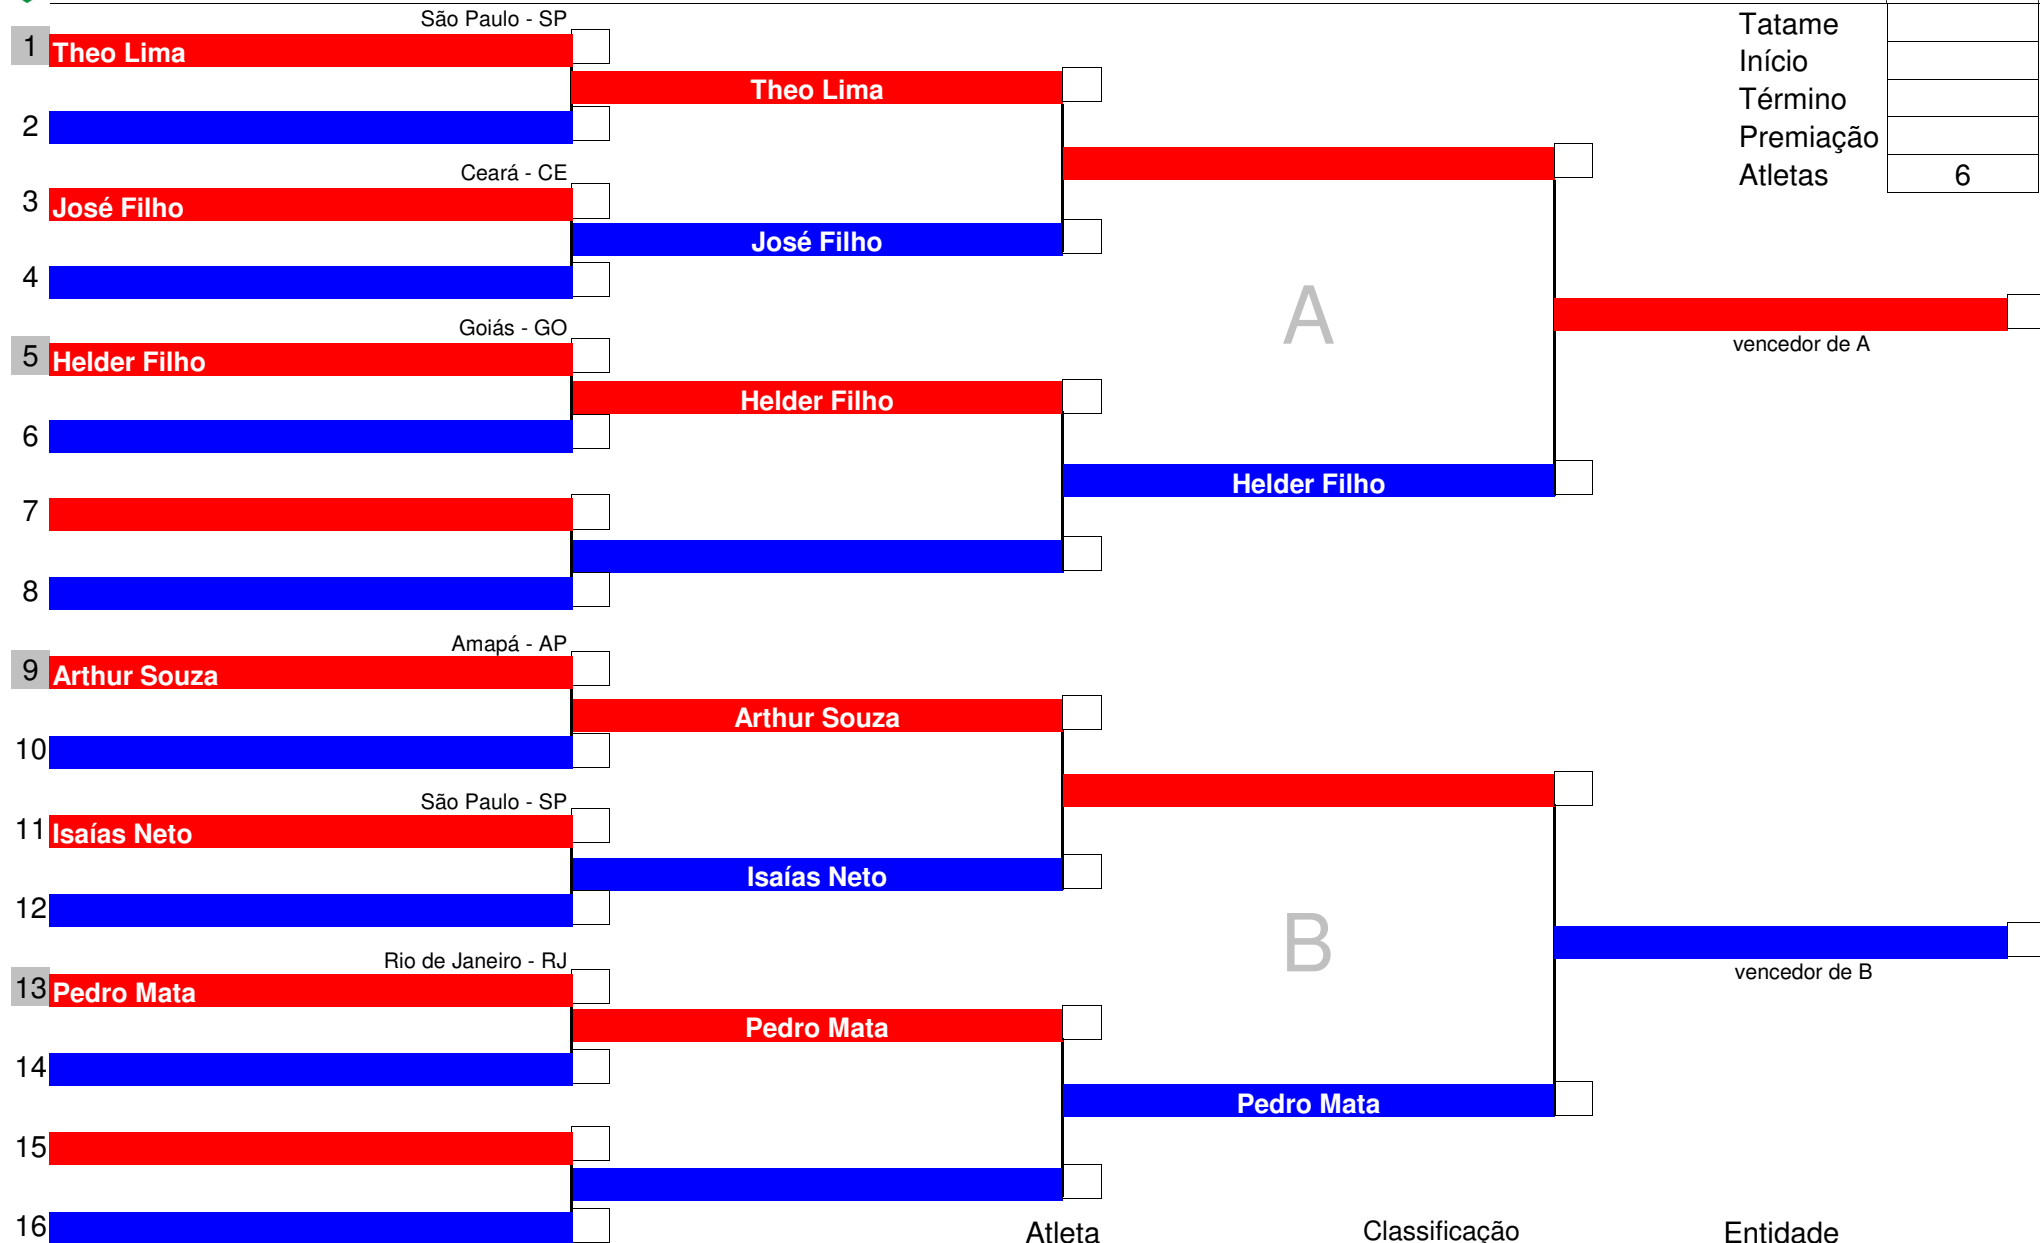 São Paulo - SP
1 Theo Lima
Theo Lima
2
Ceará - CE
3 José Filho
José Filho
4
Goiás - GO
5 Helder Filho
Helder Filho
6
Helder Filho
7
8
A
vencedor de A
Amapá - AP
9 Arthur Souza
Arthur Souza
10
São Paulo - SP
11 Isaías Neto
Isaías Neto
12
Rio de Janeiro - RJ
13 Pedro Mata
Pedro Mata
14
Pedro Mata
15
16
B
vencedor de B
Tatame
Início
Término
Premiação
Atletas 6
Atleta Classificação Entidade